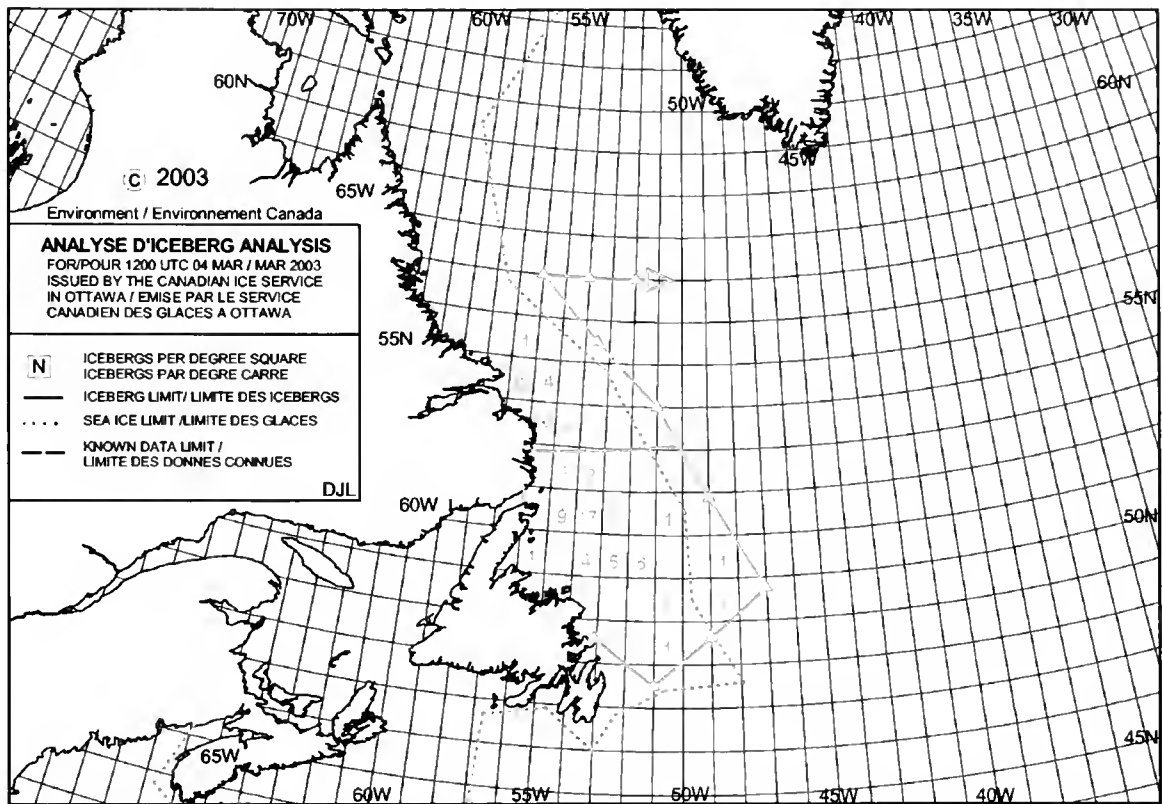 70W 60W 55W 40W 35W 30W
60N 50W 60N
45W
© 2003
65W
Environment / Environnement Canada
ANALYSE D'ICEBERG ANALYSIS
FOR/POUR 1200 UTC 04 MAR / MAR 2003
ISSUED BY THE CANADIAN ICE SERVICE
IN OTTAWA / EMISE PAR LE SERVICE
CANADIEN DES GLACES A OTTAWA
55N
1
55N
N ICEBERGS PER DEGREE SQUARE
ICEBERGS PAR DEGRE CARRE
4
ICEBERG LIMIT/ LIMITE DES ICEBERGS
SEA ICE LIMIT /LIMITE DES GLACES
KNOWN DATA LIMIT /
LIMITE DES DONNES CONNUES
DJL
60W
9 7 1
50N
1 4 5 5 1
1
65W
45N
60W 55W 50W 45W 40W